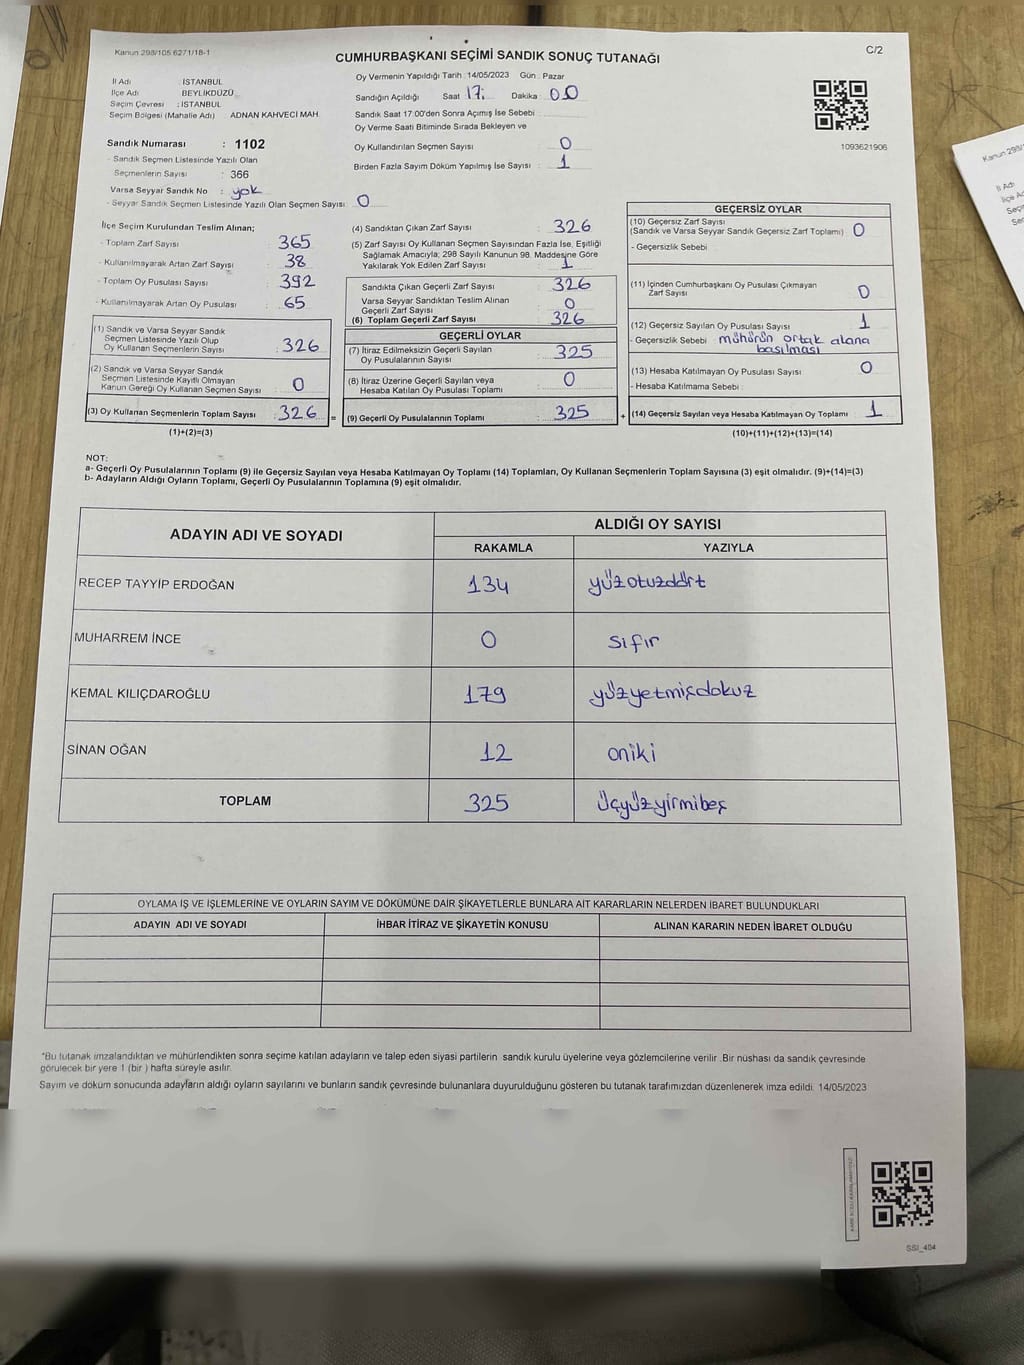 Kanun 298/105 6271/18-1
CUMHURBAŞKANI SEÇİMİ SANDIK SONUÇ TUTANAĞI
C/2
İl Adı : İSTANBUL
İlçe Adı : BEYLİKDÜZÜ
Seçim Çevresi : İSTANBUL
Seçim Bölgesi (Mahalle Adı) : ADNAN KAHVECİ MAH.
Oy Vermenin Yapıldığı Tarih : 14/05/2023 Gün : Pazar
Sandığın Açıldığı Saat 17: Dakika : 00
Sandık Saat 17:00'den Sonra Açımış İse Sebebi :
Oy Verme Saati Bitiminde Sırada Bekleyen ve
Oy Kullandırılan Seçmen Sayısı : 0
Birden Fazla Sayım Döküm Yapılmış İse Sayısı : 1
1093621906
Sandık Numarası : 1102
- Sandık Seçmen Listesinde Yazılı Olan
Seçmenlerin Sayısı : 366
Varsa Seyyar Sandık No : yok
- Seyyar Sandık Seçmen Listesinde Yazılı Olan Seçmen Sayısı : 0
İlçe Seçim Kurulundan Teslim Alınan;
- Toplam Zarf Sayısı : 365
- Kullanılmayarak Artan Zarf Sayısı : 38
- Toplam Oy Pusulası Sayısı : 392
- Kullanılmayarak Artan Oy Pusulası : 65
(1) Sandık ve Varsa Seyyar Sandık
Seçmen Listesinde Yazılı Olup
Oy Kullanan Seçmenlerin Sayısı : 326
(2) Sandık ve Varsa Seyyar Sandık
Seçmen Listesinde Kayıtlı Olmayan
Kanun Gereği Oy Kullanan Seçmen Sayısı : 0
(3) Oy Kullanan Seçmenlerin Toplam Sayısı : 326 =
(1)+(2)=(3)
(4) Sandıktan Çıkan Zarf Sayısı : 326
(5) Zarf Sayısı Oy Kullanan Seçmen Sayısından Fazla İse, Eşitliği
Sağlamak Amacıyla; 298 Sayılı Kanunun 98. Maddesine Göre
Yakılarak Yok Edilen Zarf Sayısı : 1
Sandıkta Çıkan Geçerli Zarf Sayısı : 326
Varsa Seyyar Sandıktan Teslim Alınan
Geçerli Zarf Sayısı : 0
(6) Toplam Geçerli Zarf Sayısı : 326
GEÇERLİ OYLAR
(7) İtiraz Edilmeksizin Geçerli Sayılan
Oy Pusulalarının Sayısı : 325
(8) İtiraz Üzerine Geçerli Sayılan veya
Hesaba Katılan Oy Pusulası Toplamı : 0
(9) Geçerli Oy Pusulalarının Toplamı : 325 +
GEÇERSİZ OYLAR
(10) Geçersiz Zarf Sayısı
(Sandık ve Varsa Seyyar Sandık Geçersiz Zarf Toplamı) : 0
- Geçersizlik Sebebi :
(11) İçinden Cumhurbaşkanı Oy Pusulası Çıkmayan
Zarf Sayısı : 0
(12) Geçersiz Sayılan Oy Pusulası Sayısı : 1
- Geçersizlik Sebebi : mühürün ortak alana
basılması
(13) Hesaba Katılmayan Oy Pusulası Sayısı : 0
- Hesaba Katılmama Sebebi :
(14) Geçersiz Sayılan veya Hesaba Katılmayan Oy Toplamı : 1
(10)+(11)+(12)+(13)=(14)
NOT:
a- Geçerli Oy Pusulalarının Toplamı (9) ile Geçersiz Sayılan veya Hesaba Katılmayan Oy Toplamı (14) Toplamları, Oy Kullanan Seçmenlerin Toplam Sayısına (3) eşit olmalıdır. (9)+(14)=(3)
b- Adayların Aldığı Oyların Toplamı, Geçerli Oy Pusulalarının Toplamına (9) eşit olmalıdır.
ADAYIN ADI VE SOYADI
ALDIĞI OY SAYISI
RAKAMLA YAZIYLA
RECEP TAYYİP ERDOĞAN 134 yüzotuzdört
MUHARREM İNCE 0 sıfır
KEMAL KILIÇDAROĞLU 179 yüzyetmişdokuz
SİNAN OĞAN 12 oniki
TOPLAM 325 üçyüzyirmibeş
OYLAMA İŞ VE İŞLEMLERİNE VE OYLARIN SAYIM VE DÖKÜMÜNE DAİR ŞİKAYETLERLE BUNLARA AİT KARARLARIN NELERDEN İBARET BULUNDUKLARI
ADAYIN ADI VE SOYADI İHBAR İTİRAZ VE ŞİKAYETİN KONUSU ALINAN KARARIN NEDEN İBARET OLDUĞU
*Bu tutanak imzalandıktan ve mühürlendikten sonra seçime katılan adayların ve talep eden siyasi partilerin sandık kurulu üyelerine veya gözlemcilerine verilir. Bir nüshası da sandık çevresinde
görülecek bir yere 1 (bir ) hafta süreyle asılır.
Sayım ve döküm sonucunda adayların aldığı oyların sayılarını ve bunların sandık çevresinde bulunanlara duyurulduğunu gösteren bu tutanak tarafımızdan düzenlenerek imza edildi. 14/05/2023
SSİ_404